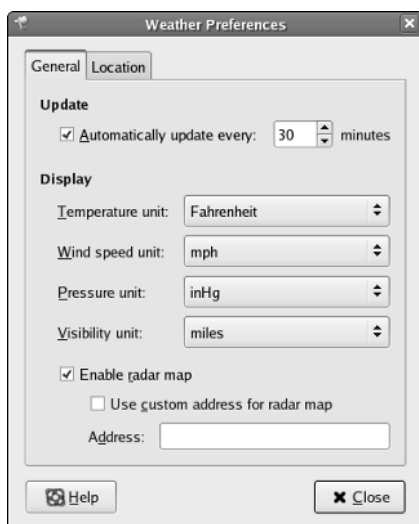 Weather Preferences
General Location
Update
Automatically update every: 30 minutes
Display
Temperature unit: Fahrenheit
Wind speed unit: mph
Pressure unit: inHg
Visibility unit: miles
Enable radar map
Use custom address for radar map
Address:
Help Close